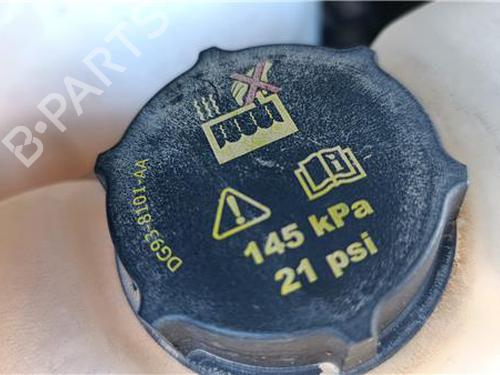 B-PARTS
DG93-8101-AA
145 kPa
21 psi